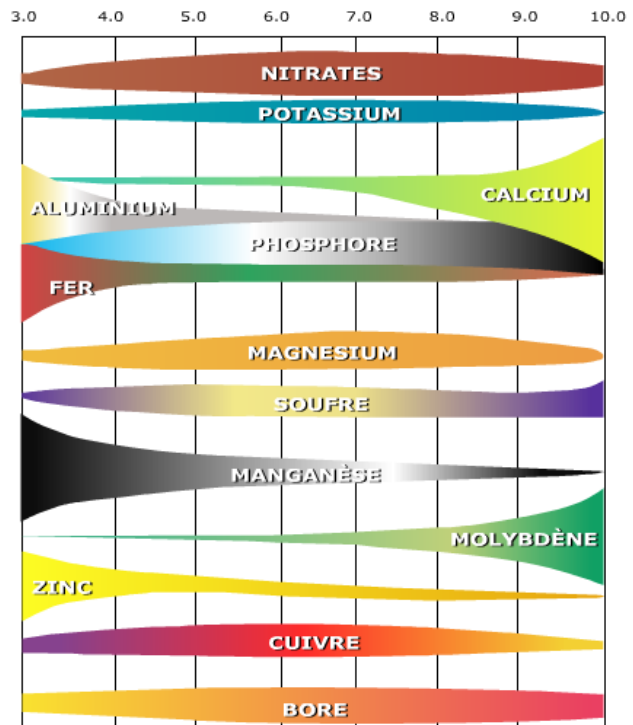 3.0 4.0 5.0 6.0 7.0 8.0 9.0 10.0
NITRATES
POTASSIUM
CALCIUM
ALUMINIUM
PHOSPHORE
FER
MAGNESIUM
SOUFRE
MANGANÈSE
MOLYBDÈNE
ZINC
CUIVRE
BORE